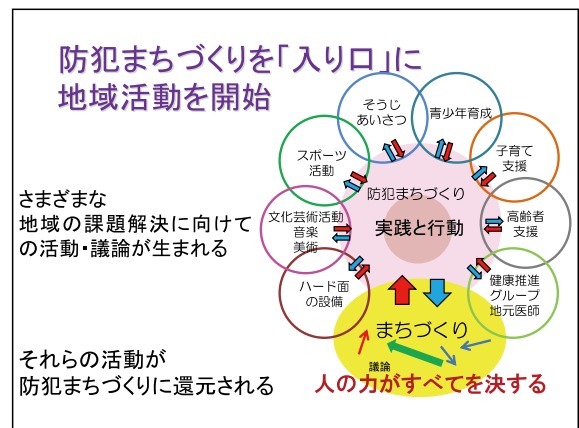 防犯まちづくりを「入り口」に
地域活動を開始
そうじ
あいさつ
青少年育成
スポーツ
活動
子育て
支援
防犯まちづくり
実践と行動
文化芸術活動
音楽
美術
高齢者
支援
ハード面
の設備
健康推進
グループ
地元医師
さまざまな
地域の課題解決に向けて
の活動・議論が生まれる
まちづくり
議論
それらの活動が
防犯まちづくりに還元される
人の力がすべてを決する